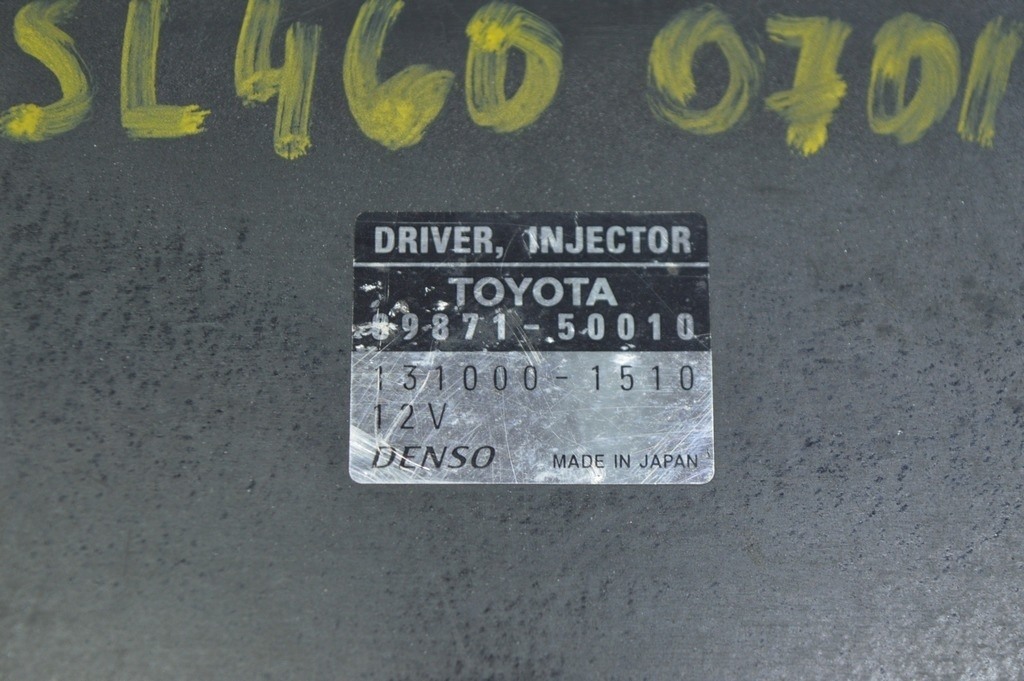 SL460 0701
DRIVER, INJECTOR
TOYOTA
89871-50010
131000-1510
12V
DENSO MADE IN JAPAN